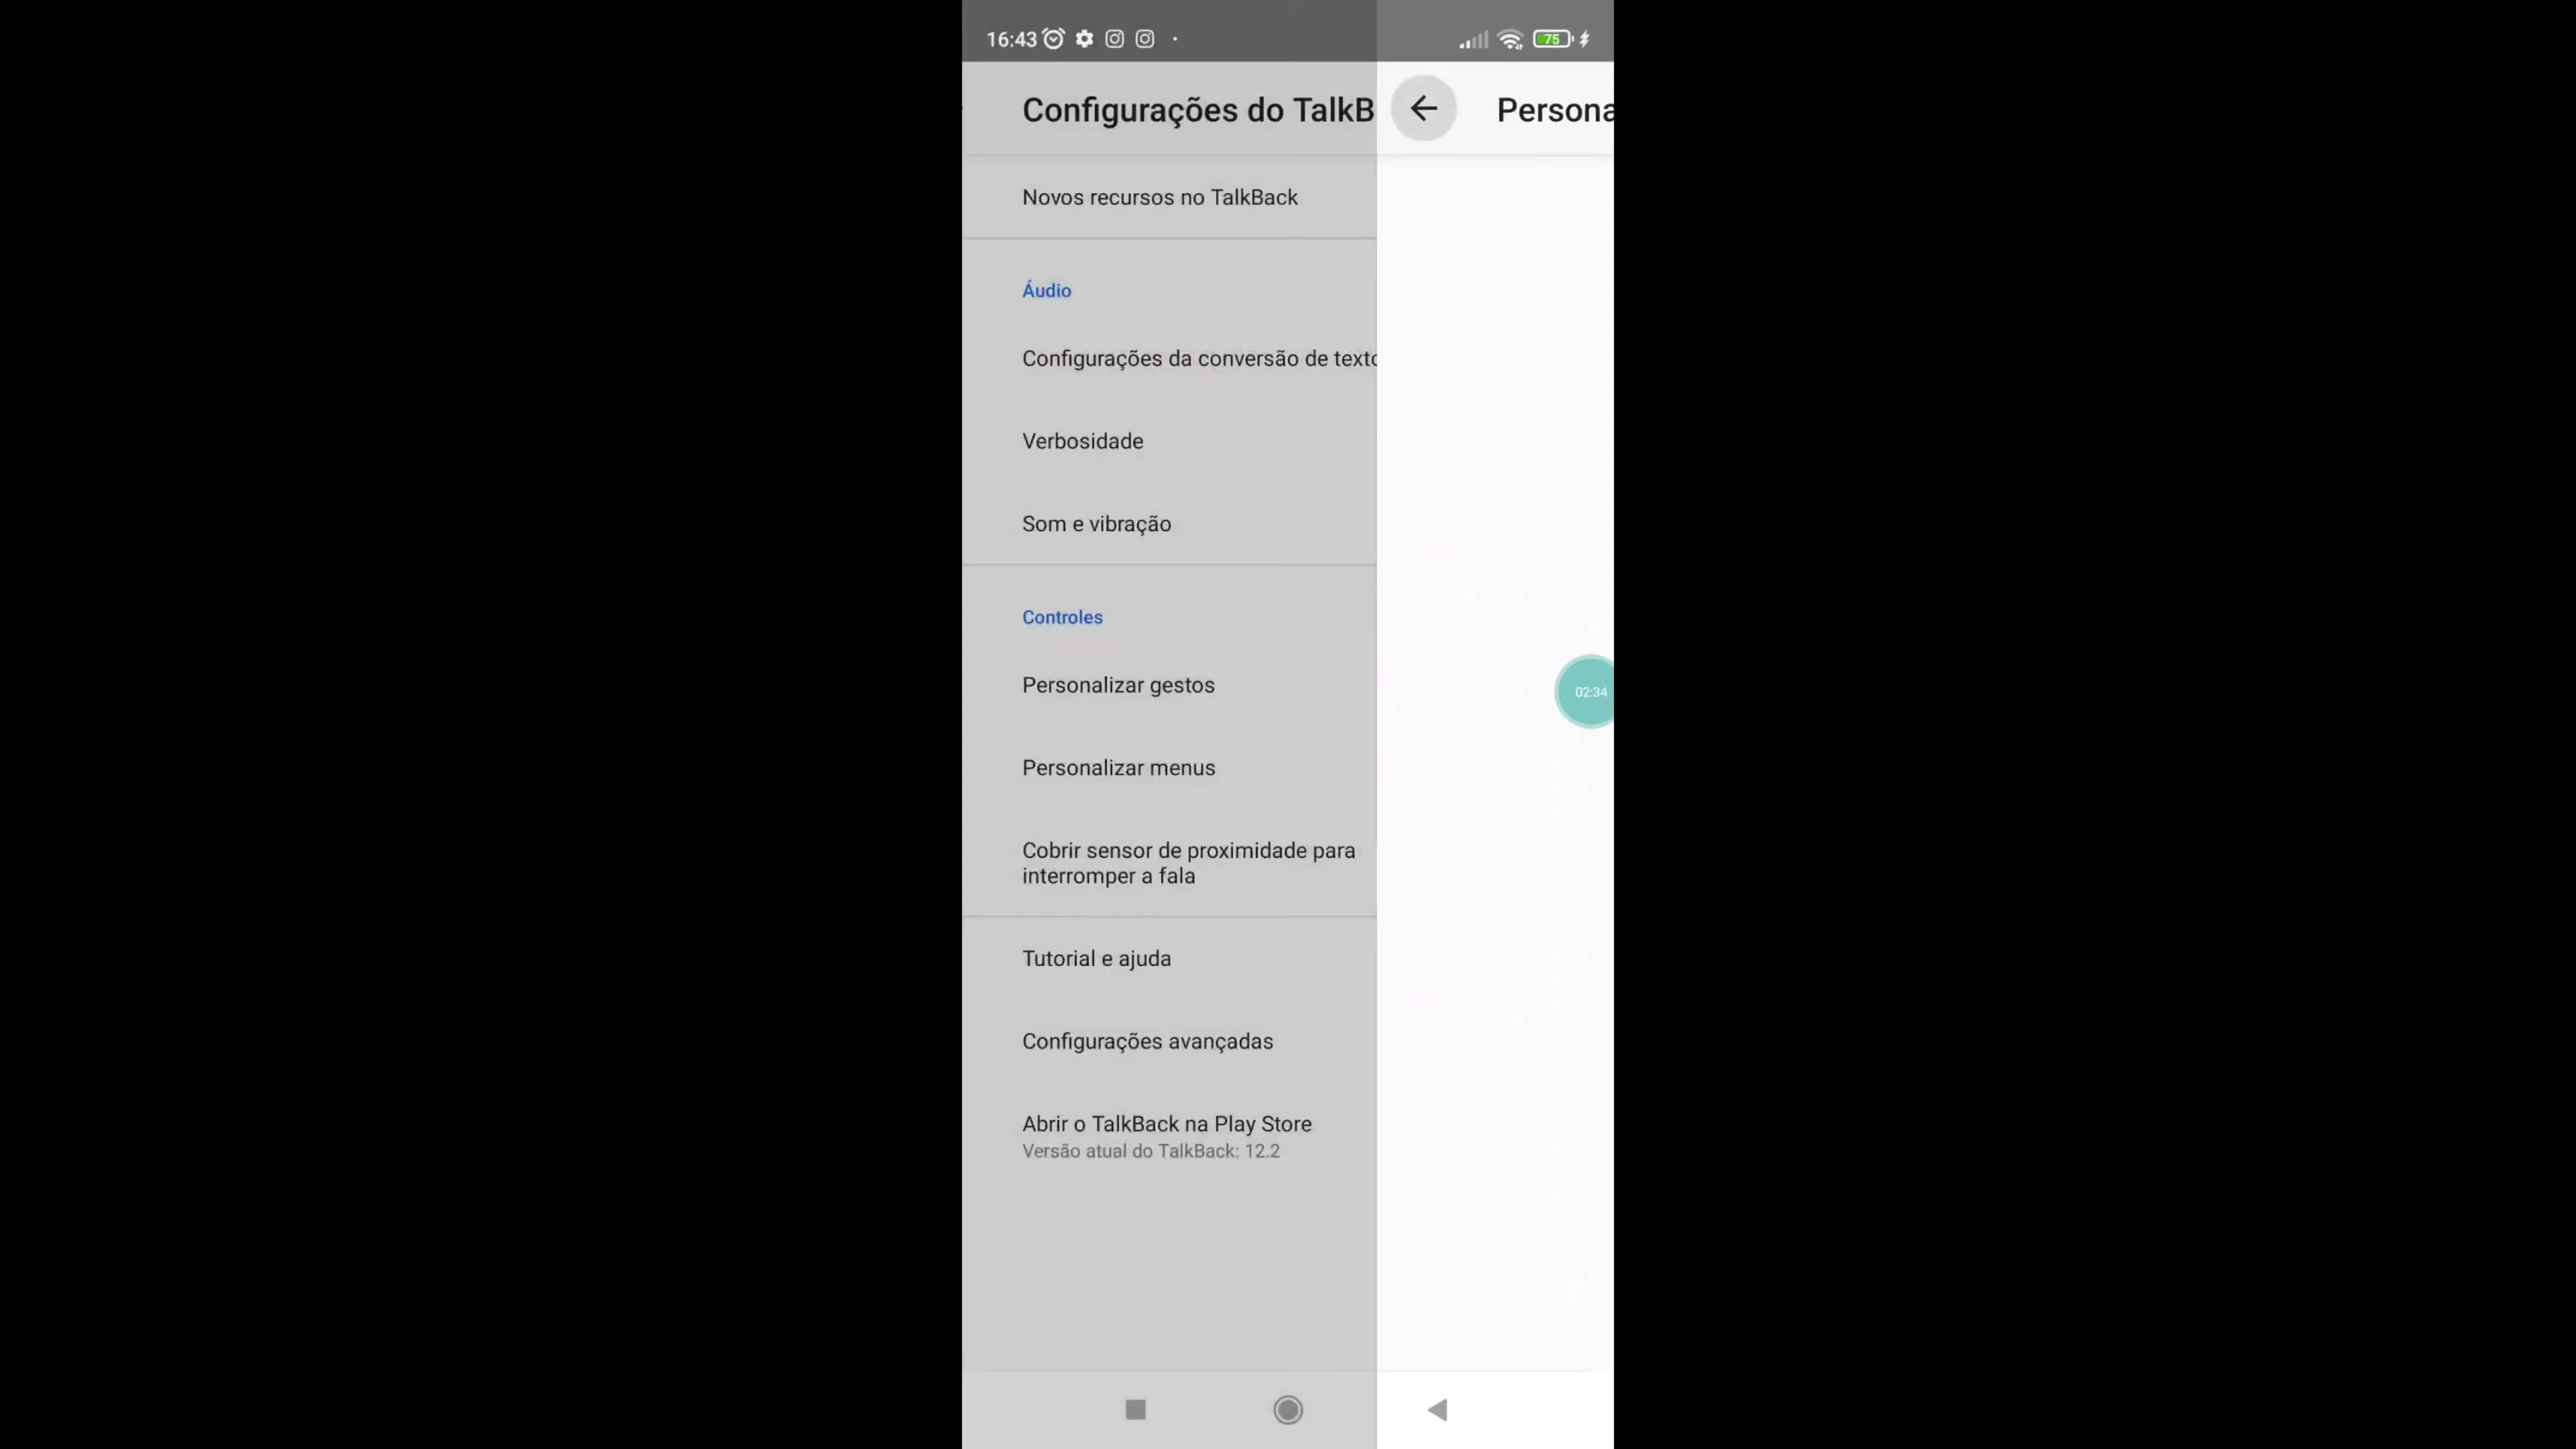 16:43
75
Configurações do TalkB
Persona
Novos recursos no TalkBack
Áudio
Configurações da conversão de texto
Verbosidade
Som e vibração
Controles
Personalizar gestos
02:34
Personalizar menus
Cobrir sensor de proximidade para
interromper a fala
Tutorial e ajuda
Configurações avançadas
Abrir o TalkBack na Play Store
Versão atual do TalkBack: 12.2